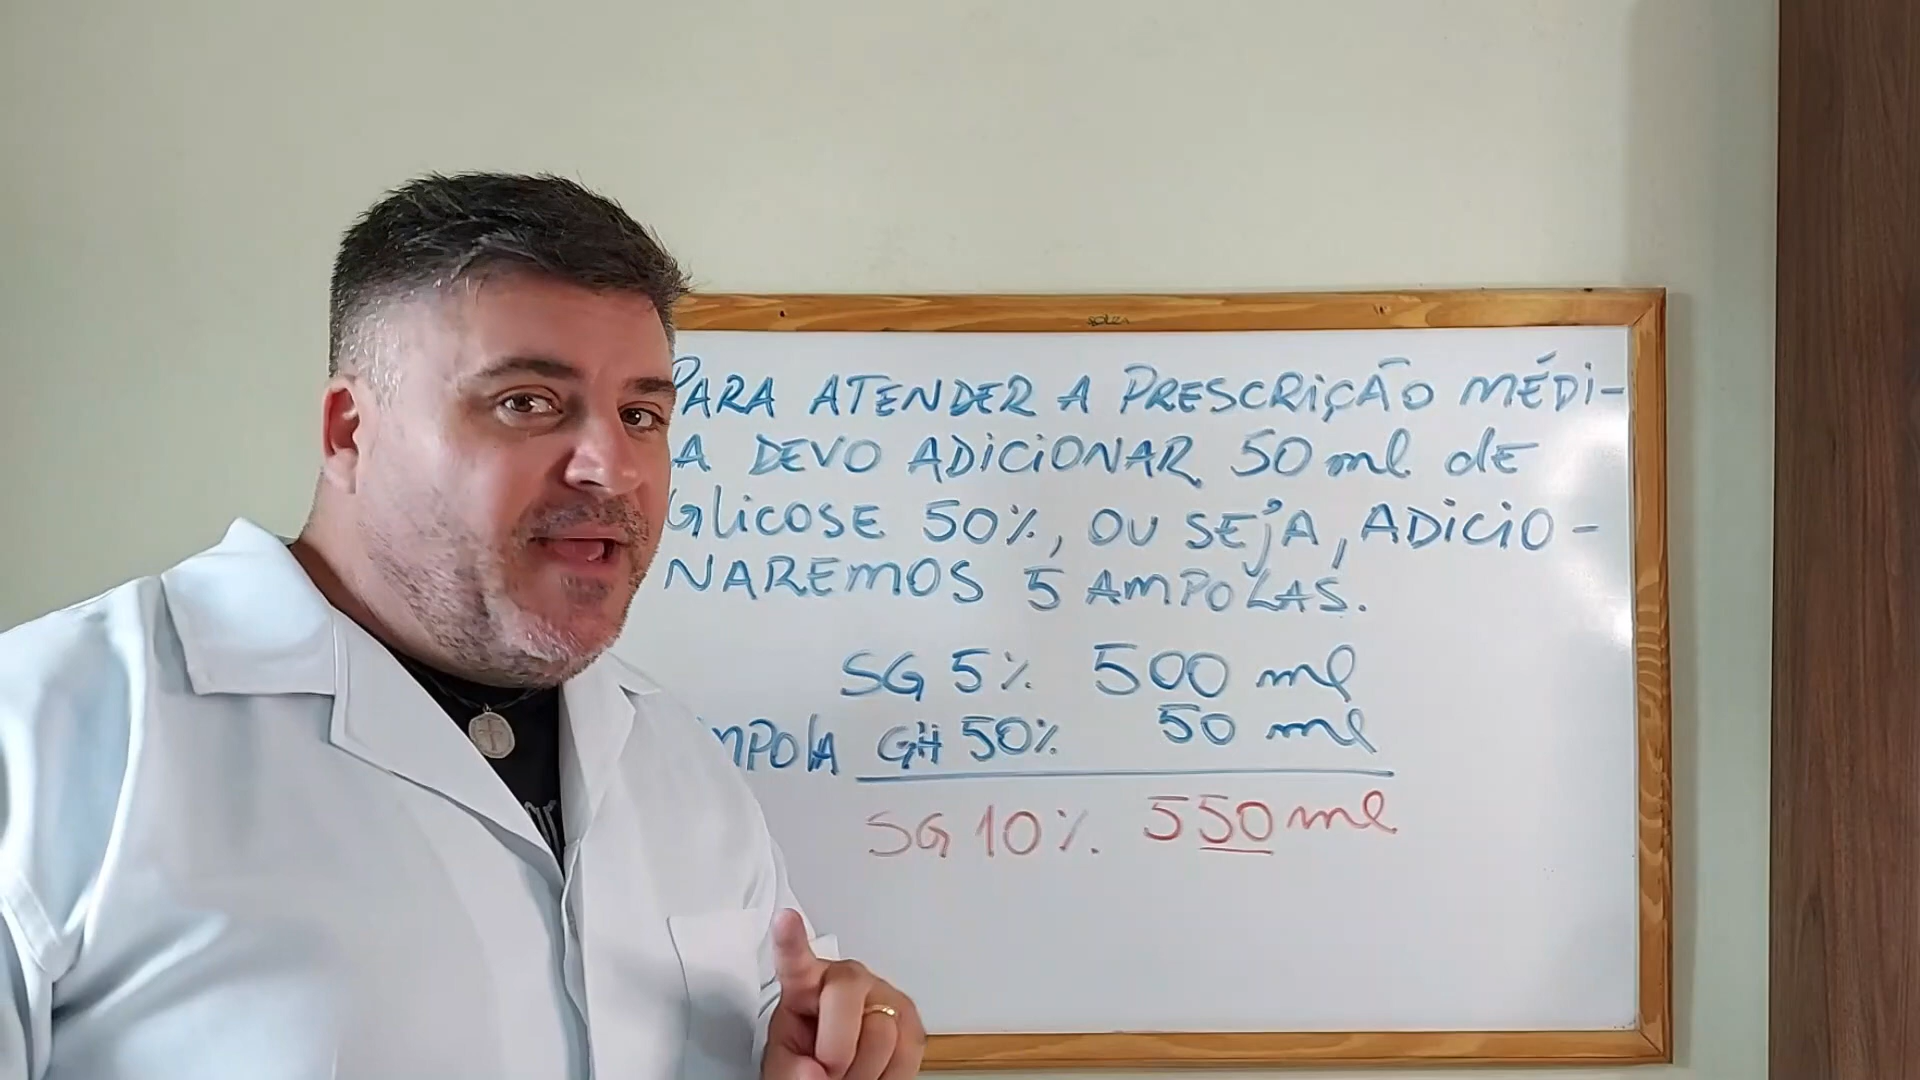 PARA ATENDER A PRESCRIÇÃO MÉDI-
A DEVO ADICIONAR 50 ml dE
GLICOSE 50%, OU SEJA, ADICIO-
NAREMOS 5 AMPOLAS.
SG 5% 500 ml
MPOLA GH 50% 50 ml
SG 10% 550 ml